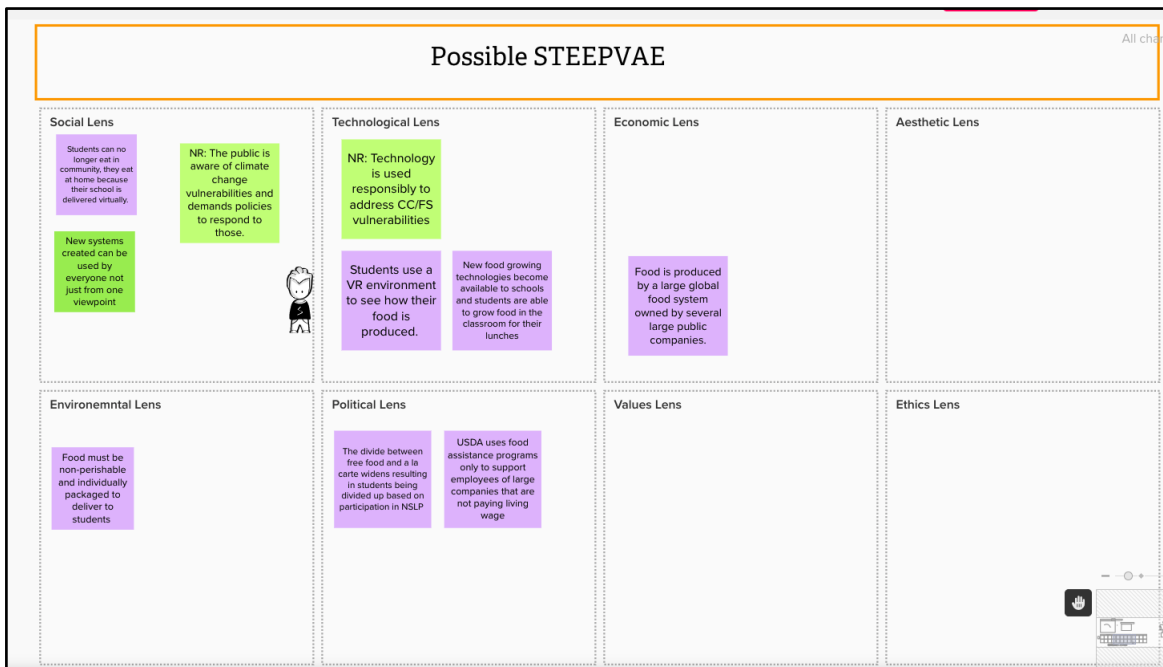 All cha
Possible STEEPVAE
Social Lens
Students can no
longer eat in
community, they eat
at home because
their school is
delivered virtually.
NR: The public is
aware of climate
change
vulnerabilities and
demands policies
to respond to
those.
New systems
created can be
used by
everyone not
just from one
viewpoint
Technological Lens
NR: Technology
is used
responsibly to
address CC/FS
vulnerabilities
Students use a
VR environment
to see how their
food is
produced.
New food growing
technologies become
available to schools
and students are able
to grow food in the
classroom for their
lunches
Economic Lens
Food is produced
by a large global
food system
owned by several
large public
companies.
Aesthetic Lens
Environemntal Lens
Food must be
non-perishable
and individually
packaged to
deliver to
students
Political Lens
The divide between
free food and a la
carte widens resulting
in students being
divided up based on
participation in NSLP
USDA uses food
assistance programs
only to support
employees of large
companies that are
not paying living
wage
Values Lens
Ethics Lens